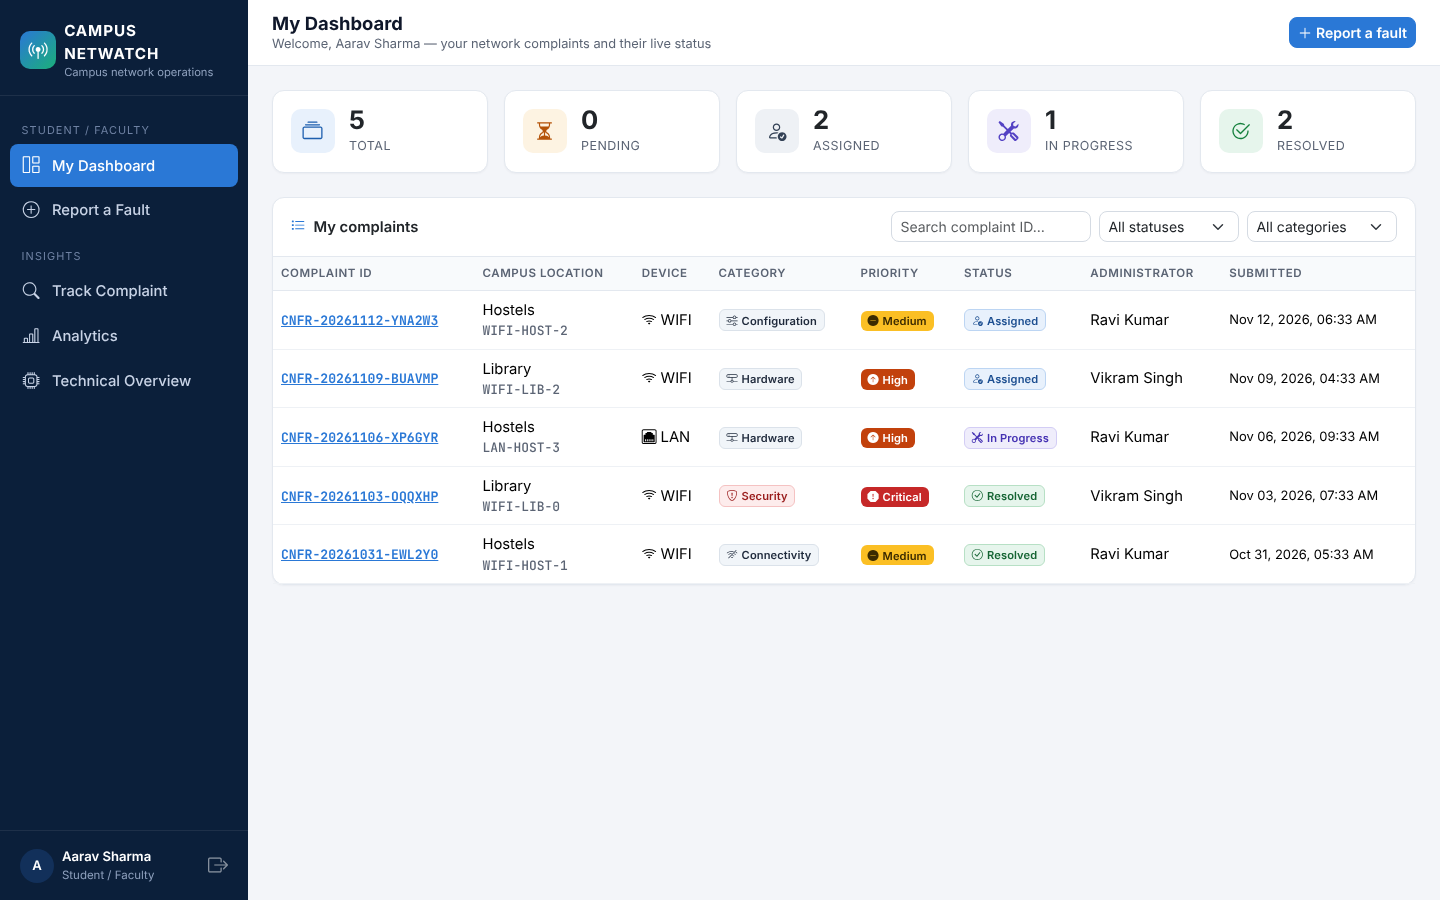 CAMPUS
NETWATCH
Campus network operations
STUDENT / FACULTY
My Dashboard
Report a Fault
INSIGHTS
Track Complaint
Analytics
Technical Overview
A
Aarav Sharma
Student / Faculty
My Dashboard
Welcome, Aarav Sharma — your network complaints and their live status
Report a fault
5
TOTAL
0
PENDING
2
ASSIGNED
1
IN PROGRESS
2
RESOLVED
My complaints
Search complaint ID...
All statuses
All categories
COMPLAINT ID CAMPUS LOCATION DEVICE CATEGORY PRIORITY STATUS ADMINISTRATOR SUBMITTED
CNFR-20261112-YNA2W3 Hostels WIFI-HOST-2 WIFI Configuration Medium Assigned Ravi Kumar Nov 12, 2026, 06:33 AM
CNFR-20261109-BUAVMP Library WIFI-LIB-2 WIFI Hardware High Assigned Vikram Singh Nov 09, 2026, 04:33 AM
CNFR-20261106-XP6GYR Hostels LAN-HOST-3 LAN Hardware High In Progress Ravi Kumar Nov 06, 2026, 09:33 AM
CNFR-20261103-OQQXHP Library WIFI-LIB-0 WIFI Security Critical Resolved Vikram Singh Nov 03, 2026, 07:33 AM
CNFR-20261031-EWL2Y0 Hostels WIFI-HOST-1 WIFI Connectivity Medium Resolved Ravi Kumar Oct 31, 2026, 05:33 AM